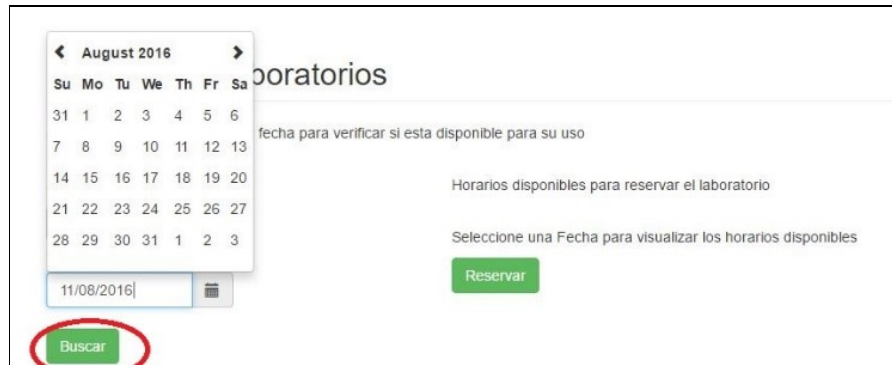 August 2016
Su Mo Tu We Th Fr Sa
31 1 2 3 4 5 6
7 8 9 10 11 12 13
14 15 16 17 18 19 20
21 22 23 24 25 26 27
28 29 30 31 1 2 3
fecha para verificar si esta disponible para su uso
Horarios disponibles para reservar el laboratorio
Seleccione una Fecha para visualizar los horarios disponibles
11/08/2016
Reservar
Buscar